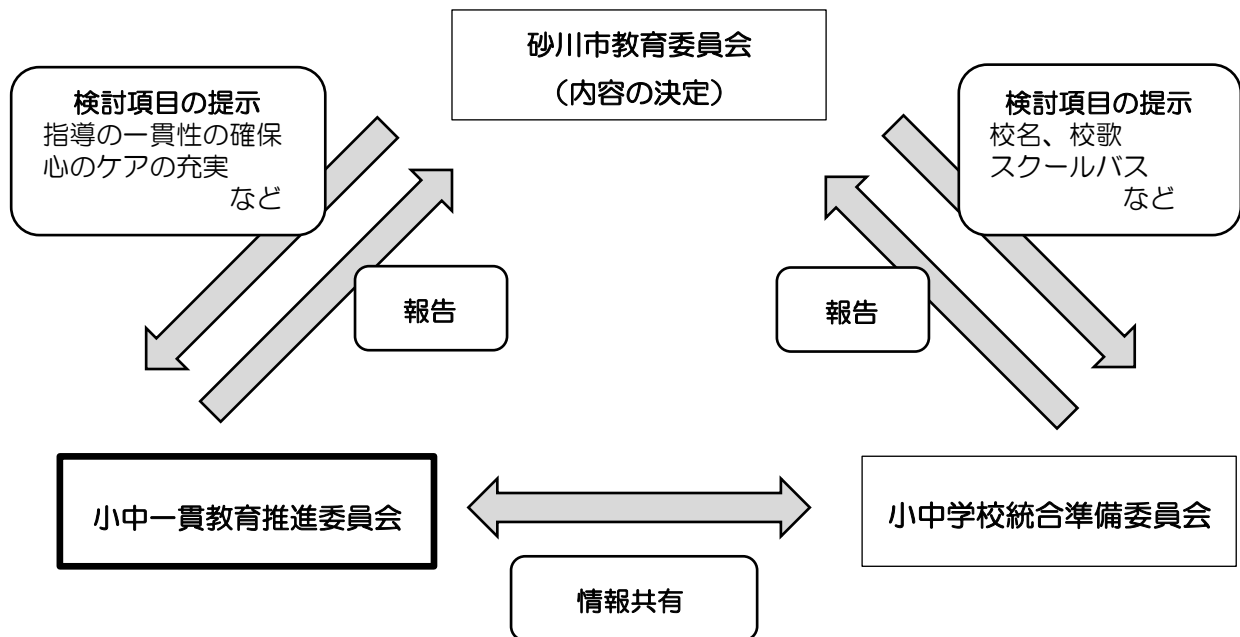 砂川市教育委員会
（内容の決定）
検討項目の提示
指導の一貫性の確保
心のケアの充実
など
検討項目の提示
校名、校歌
スクールバス
など
報告
報告
小中一貫教育推進委員会
小中学校統合準備委員会
情報共有